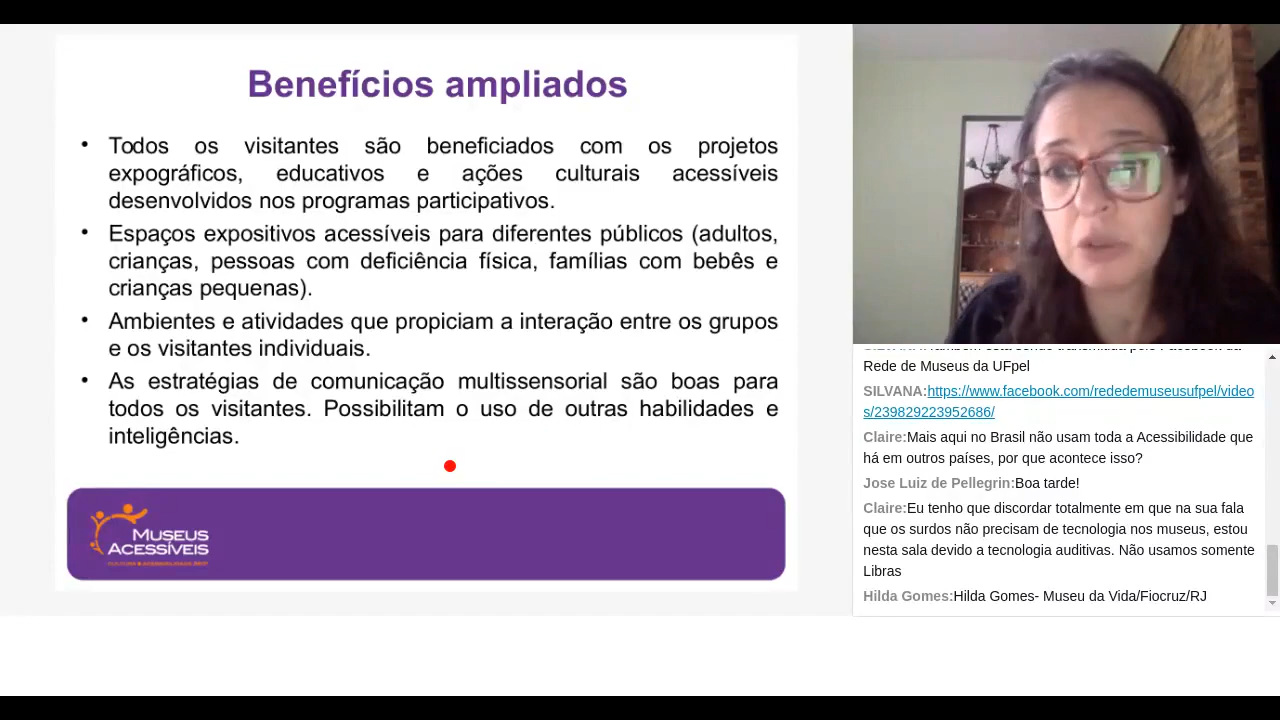 Benefícios ampliados
• Todos os visitantes são beneficiados com os projetos
expográficos, educativos e ações culturais acessíveis
desenvolvidos nos programas participativos.
• Espaços expositivos acessíveis para diferentes públicos (adultos,
crianças, pessoas com deficiência física, famílias com bebês e
crianças pequenas).
• Ambientes e atividades que propiciam a interação entre os grupos
e os visitantes individuais.
• As estratégias de comunicação multissensorial são boas para
todos os visitantes. Possibilitam o uso de outras habilidades e
inteligências.
MUSEUS
ACESSÍVEIS
Rede de Museus da UFpel
SILVANA:https://www.facebook.com/rededemuseusufpel/video
s/239829223952686/
Claire:Mais aqui no Brasil não usam toda a Acessibilidade que
há em outros países, por que acontece isso?
Jose Luiz de Pellegrin:Boa tarde!
Claire:Eu tenho que discordar totalmente em que na sua fala
que os surdos não precisam de tecnologia nos museus, estou
nesta sala devido a tecnologia auditivas. Não usamos somente
Libras
Hilda Gomes:Hilda Gomes- Museu da Vida/Fiocruz/RJ